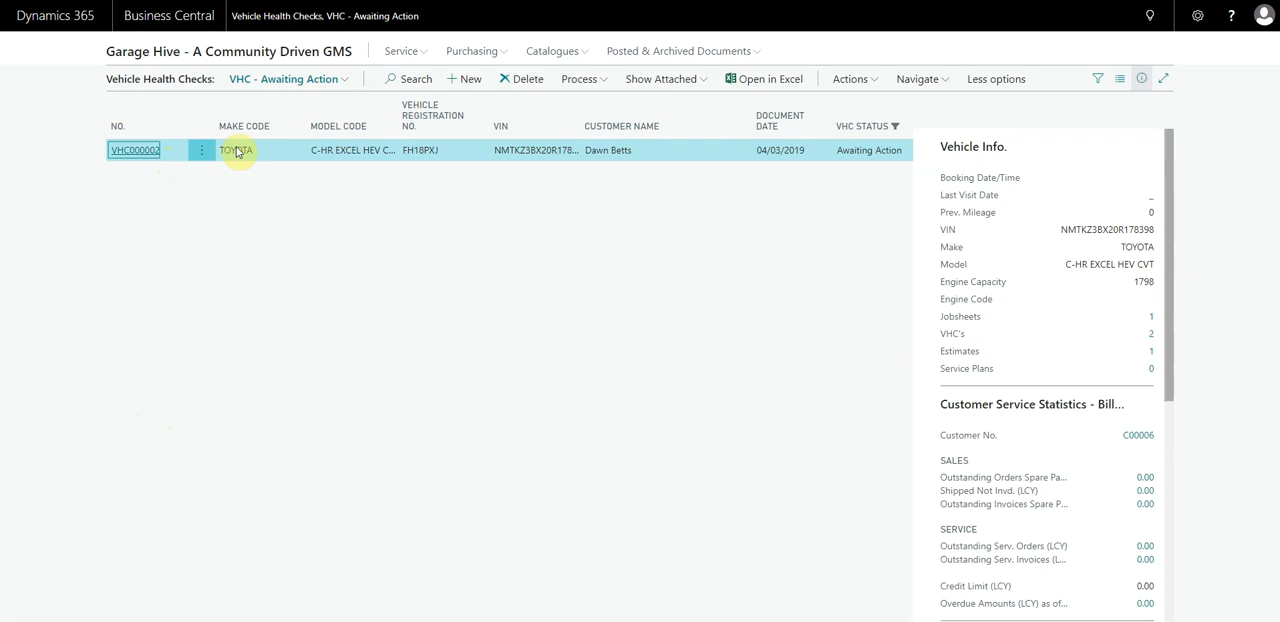 Dynamics 365 Business Central Vehicle Health Checks, VHC - Awaiting Action ?
Garage Hive - A Community Driven GMS Service Purchasing Catalogues Posted & Archived Documents
Vehicle Health Checks: VHC - Awaiting Action Search + New Delete Process Show Attached Open in Excel Actions Navigate Less options
NO. MAKE CODE MODEL CODE VEHICLE REGISTRATION NO. VIN CUSTOMER NAME DOCUMENT DATE VHC STATUS
VHC000002 TOYOTA C-HR EXCEL HEV C... FH18PXJ NMTKZ3BX20R178... Dawn Betts 04/03/2019 Awaiting Action
Vehicle Info.
Booking Date/Time
Last Visit Date _
Prev. Mileage 0
VIN NMTKZ3BX20R178398
Make TOYOTA
Model C-HR EXCEL HEV CVT
Engine Capacity 1798
Engine Code
Jobsheets 1
VHC's 2
Estimates 1
Service Plans 0
Customer Service Statistics - Bill...
Customer No. C00006
SALES
Outstanding Orders Spare Pa... 0.00
Shipped Not Invd. (LCY) 0.00
Outstanding Invoices Spare P... 0.00
SERVICE
Outstanding Serv. Orders (LCY) 0.00
Outstanding Serv. Invoices (L... 0.00
Credit Limit (LCY) 0.00
Overdue Amounts (LCY) as of... 0.00